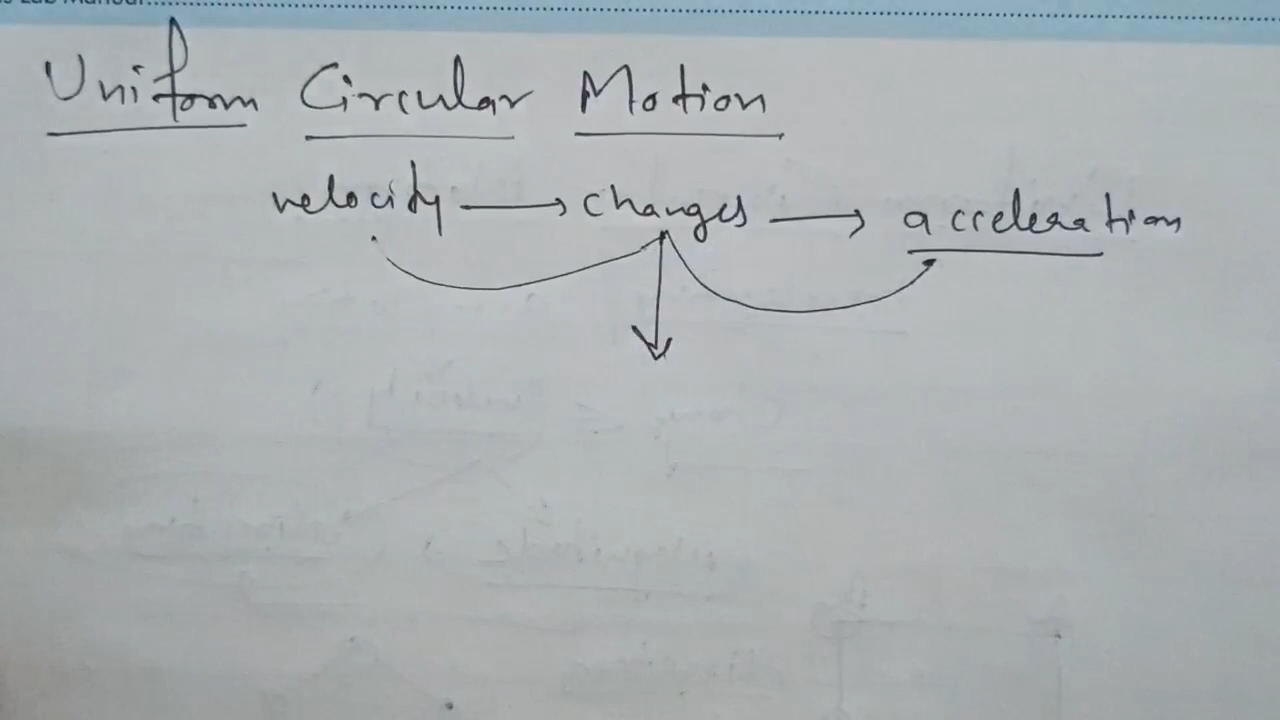 Uniform Circular Motion
velocity → changes → acceleration